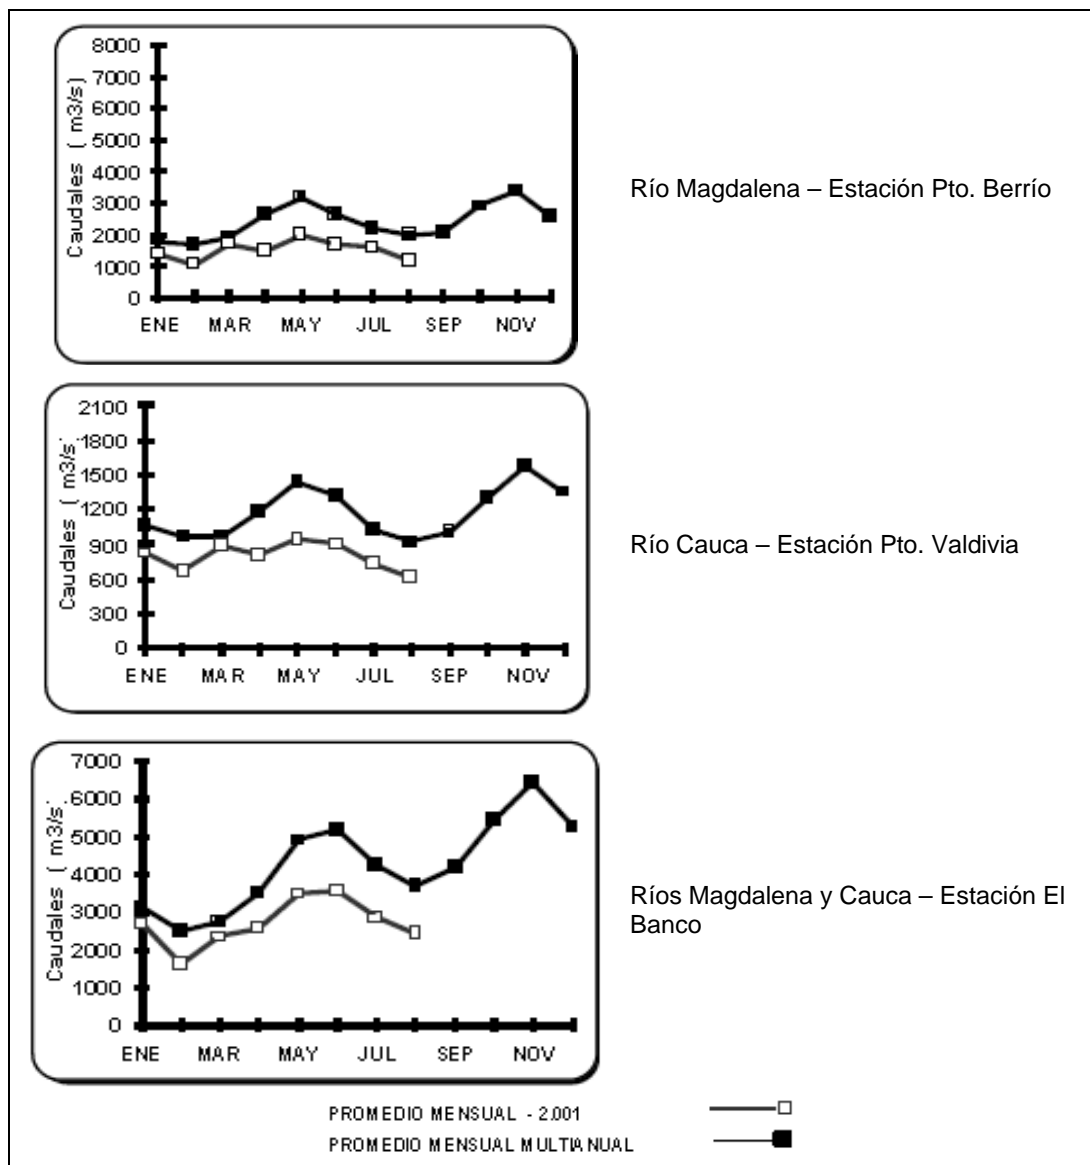 8000
7000
6000
5000
4000
3000
2000
1000
0
Caudales ( m3/s)
ENE MAR MAY JUL SEP NOV
Río Magdalena – Estación Pto. Berrío
2100
1800
1500
1200
900
600
300
0
Caudales ( m3/s.
ENE MAR MAY JUL SEP NOV
Río Cauca – Estación Pto. Valdivia
7000
6000
5000
4000
3000
2000
1000
0
Caudales ( m3/s.
ENE MAR MAY JUL SEP NOV
Ríos Magdalena y Cauca – Estación El
Banco
PROMEDIO MENSUAL - 2.001
PROMEDIO MENSUAL MULTIANUAL